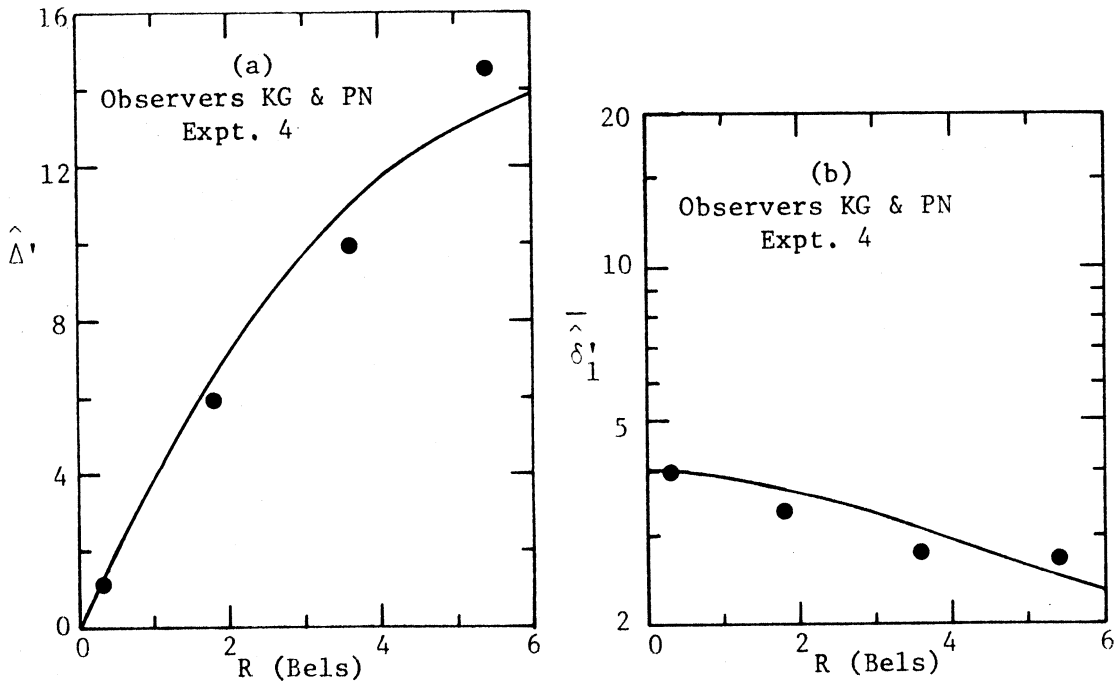 16
(a)
Observers KG & PN
Expt. 4
12
Δ̂'
8
4
0
0 2 4 6
R (Bels)
20
(b)
Observers KG & PN
Expt. 4
10
δ̂̅'₁
5
2
0 2 4 6
R (Bels)